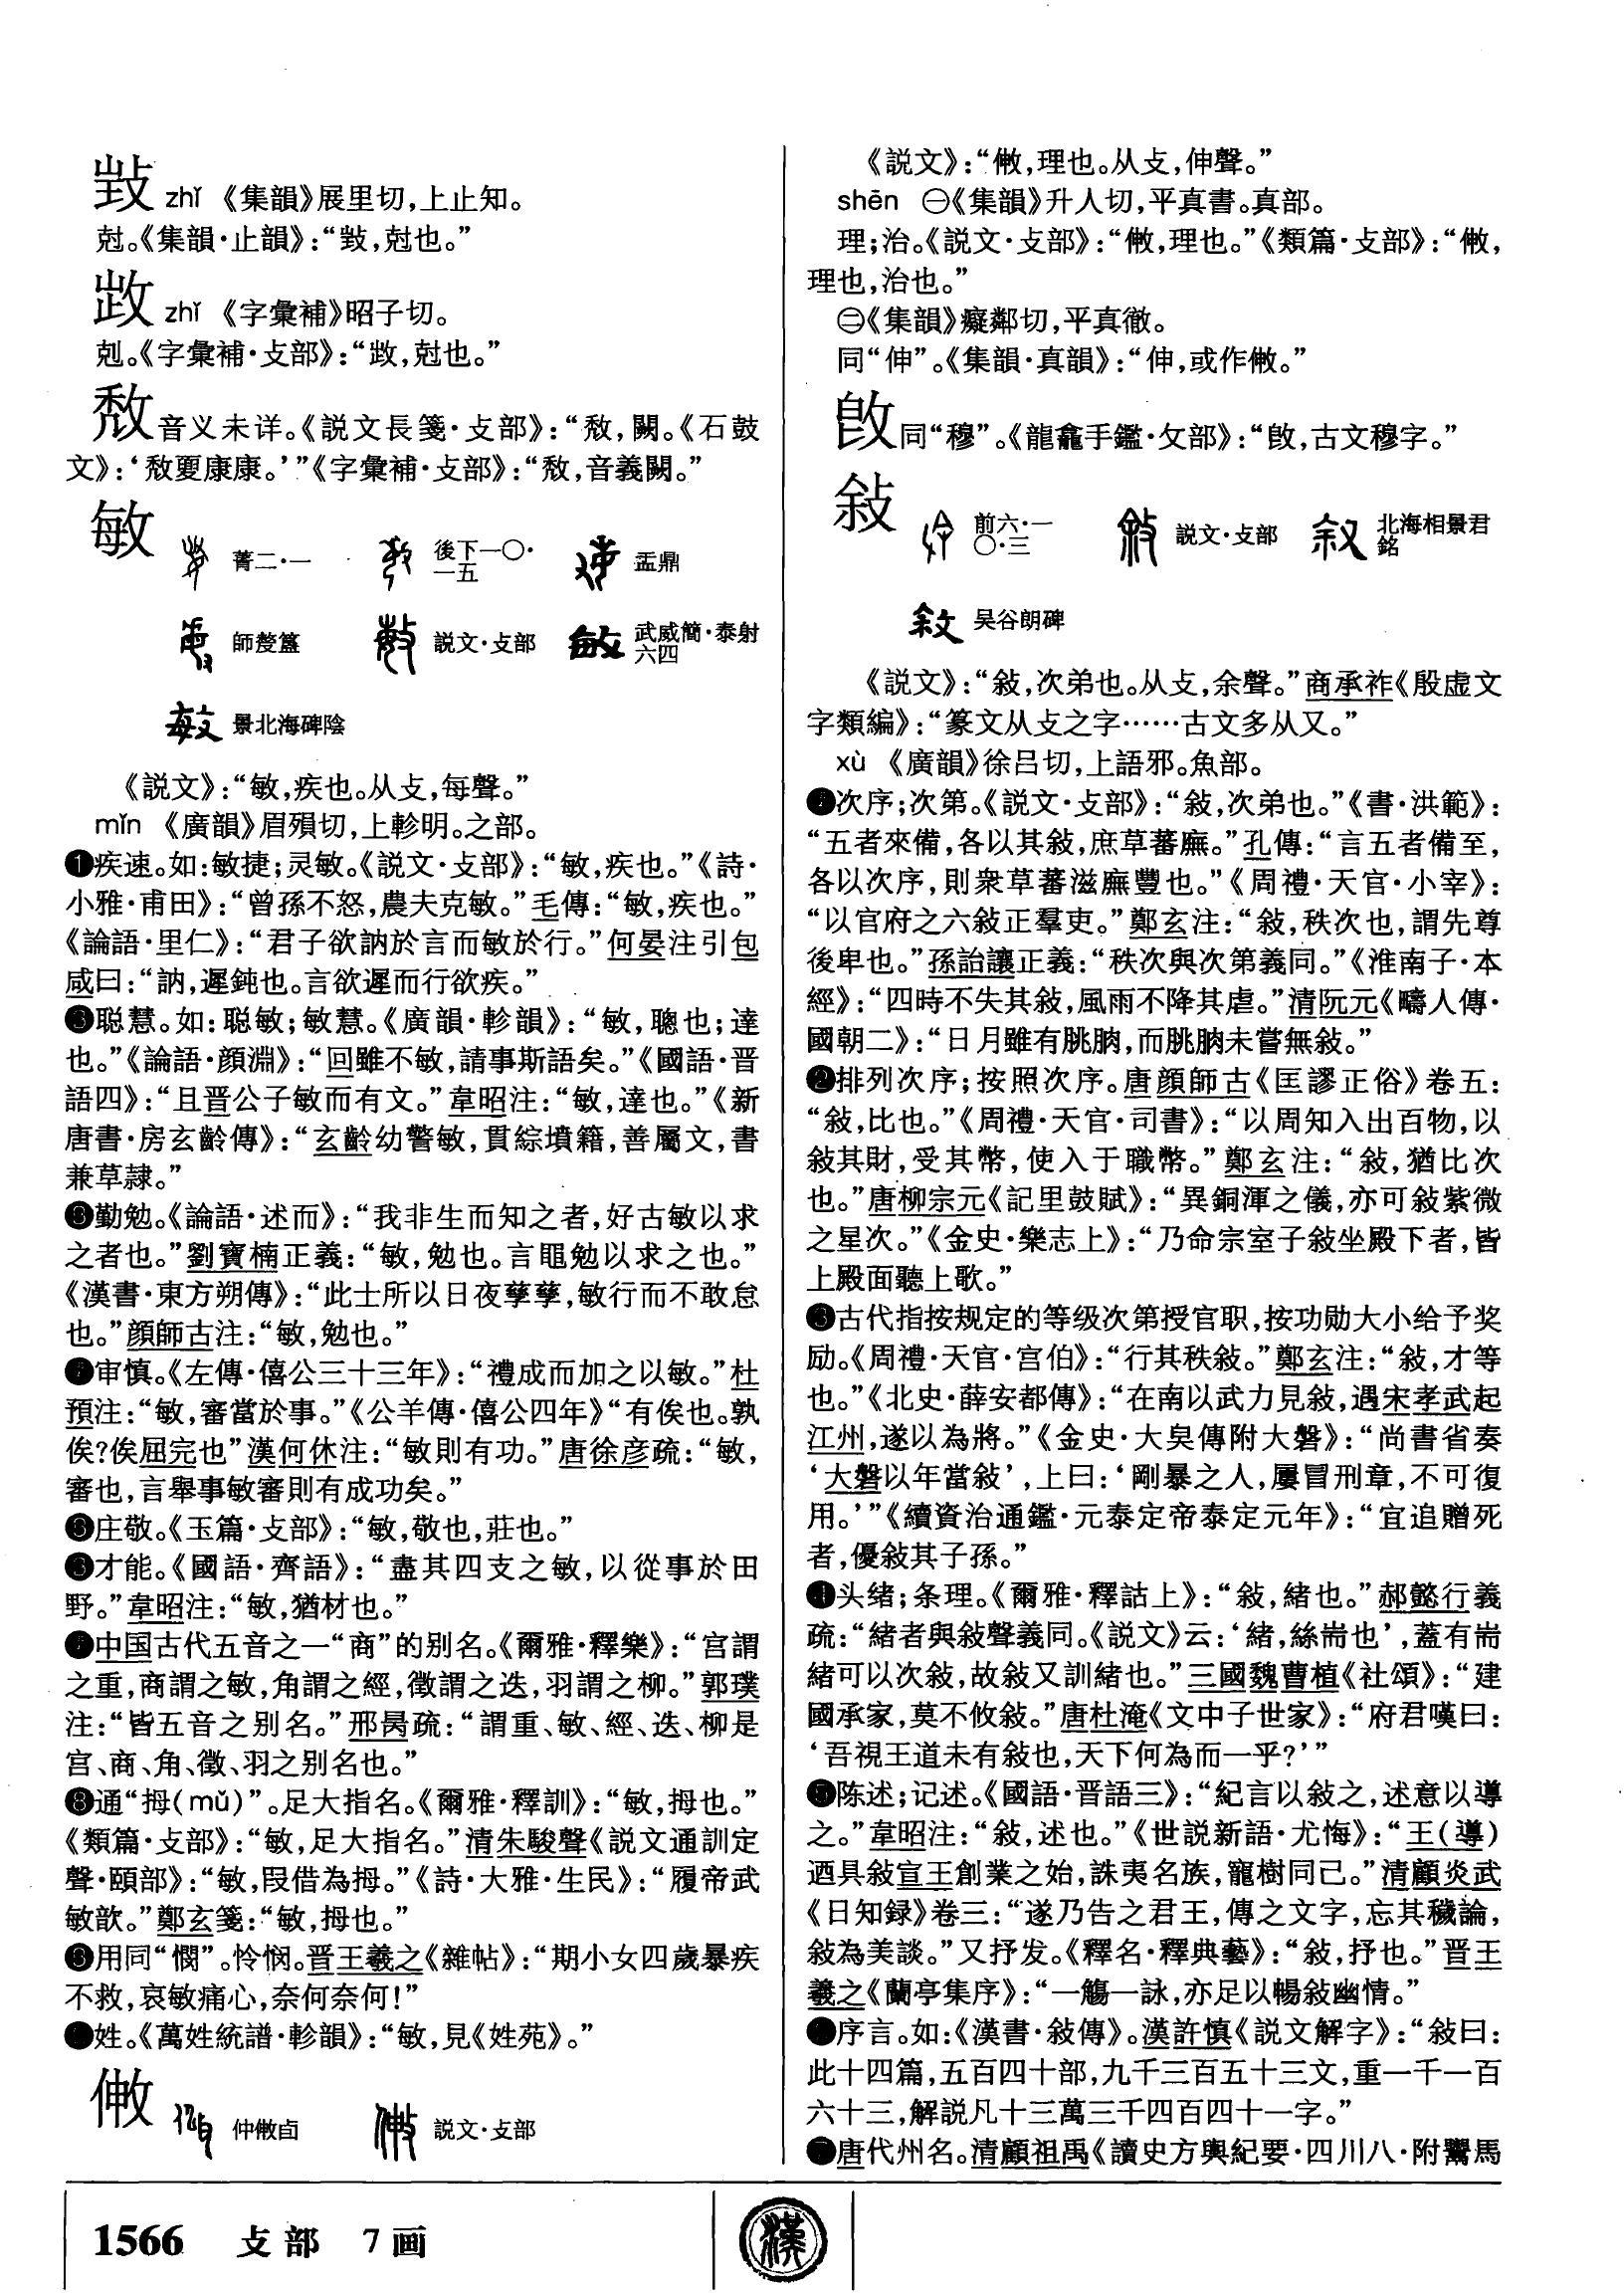 zhǐ 《集韻》展里切,上止知。
尅。《集韻·止韻》:“㱏,尅也。”
zhǐ 《字彙補》昭子切。
剋。《字彙補·攴部》:“,尅也。”
音义未详。《説文長箋·攴部》:“敄,闕。《石鼓
文》:‘康康。’”《字彙補·攴部》:“,音義闕。”
敏
菁二·一 後下一〇·一五 盂鼎
師𠭰簋 説文·攴部 武威簡·泰射六四
景北海碑陰
《説文》:“敏,疾也。从攴,每聲。”
mǐn 《廣韻》眉殞切,上軫明。之部。
❶疾速。如:敏捷;灵敏。《説文·攴部》:“敏,疾也。”《詩·
小雅·甫田》:“曾孫不怒,農夫克敏。”毛傳:“敏,疾也。”
《論語·里仁》:“君子欲訥於言而敏於行。”何晏注引包
咸曰:“訥,遲鈍也。言欲遲而行欲疾。”
聪慧。如:聪敏;敏慧。《廣韻·軫韻》:“敏,聰也;達
也。”《論語·顔淵》:“回雖不敏,請事斯語矣。”《國語·晋
語四》:“且晋公子敏而有文。”韋昭注:“敏,達也。”《新
唐書·房玄齡傳》:“玄齡幼警敏,貫綜墳籍,善屬文,書
兼草隸。”
勤勉。《論語·述而》:“我非生而知之者,好古敏以求
之者也。”劉寶楠正義:“敏,勉也。言黽勉以求之也。”
《漢書·東方朔傳》:“此士所以日夜孳孳,敏行而不敢怠
也。”顔師古注:“敏,勉也。”
审慎。《左傳·僖公三十三年》:“禮成而加之以敏。”杜
預注:“敏,審當於事。”《公羊傳·僖公四年》“有俟也。孰
俟?俟屈完也”漢何休注:“敏則有功。”唐徐彦疏:“敏,
審也,言舉事敏審則有成功矣。”
庄敬。《玉篇·攴部》:“敏,敬也,莊也。”
才能。《國語·齊語》:“盡其四支之敏,以從事於田
野。”韋昭注:“敏,猶材也。”
中国古代五音之一“商”的别名。《爾雅·釋樂》:“宫謂
之重,商謂之敏,角謂之經,徵謂之迭,羽謂之柳。”郭璞
注:“皆五音之别名。”邢昺疏:“謂重、敏、經、迭、柳是
宫、商、角、徵、羽之别名也。”
❽通“拇(mǔ)”。足大指名。《爾雅·釋訓》:“敏,拇也。”
《類篇·攴部》:“敏,足大指名。”清朱駿聲《説文通訓定
聲·頤部》:“敏,叚借為拇。”《詩·大雅·生民》:“履帝武
敏歆。”鄭玄箋:“敏,拇也。”
用同“憫”。怜悯。晋王羲之《雜帖》:“期小女四歲暴疾
不救,哀敏痛心,奈何奈何!”
姓。《萬姓統譜·軫韻》:“敏,見《姓苑》。”
㪆
仲㪆卣 説文·攴部
《説文》:“㪆,理也。从攴,伸聲。”
shēn ㊀《集韻》升人切,平真書。真部。
理;治。《説文·攴部》:“㪆,理也。”《類篇·攴部》:“㪆,
理也,治也。”
㊁《集韻》癡鄰切,平真徹。
同“伸”。《集韻·真韻》:“伸,或作㪆。”
同“穆”。《龍龕手鑑·攵部》:“,古文穆字。”
敍
前六·一〇·三 説文·攴部 北海相景君銘
吴谷朗碑
《説文》:“敍,次弟也。从攴,余聲。”商承祚《殷虚文
字類編》:“篆文从攴之字……古文多从又。”
xù 《廣韻》徐吕切,上語邪。魚部。
次序;次第。《説文·攴部》:“敍,次弟也。”《書·洪範》:
“五者來備,各以其敍,庶草蕃廡。”孔傳:“言五者備至,
各以次序,則衆草蕃滋廡豐也。”《周禮·天官·小宰》:
“以官府之六敍正羣吏。”鄭玄注:“敍,秩次也,謂先尊
後卑也。”孫詒讓正義:“秩次與次第義同。”《淮南子·本
經》:“四時不失其敍,風雨不降其虐。”清阮元《疇人傳·
國朝二》:“日月雖有朓朒,而朓朒未嘗無敍。”
❷排列次序;按照次序。唐顔師古《匡謬正俗》卷五:
“敍,比也。”《周禮·天官·司書》:“以周知入出百物,以
敍其財,受其幣,使入于職幣。”鄭玄注:“敍,猶比次
也。”唐柳宗元《記里鼓賦》:“異銅渾之儀,亦可敍紫微
之星次。”《金史·樂志上》:“乃命宗室子敍坐殿下者,皆
上殿面聽上歌。”
❸古代指按规定的等级次第授官职,按功勋大小给予奖
励。《周禮·天官·宫伯》:“行其秩敍。”鄭玄注:“敍,才等
也。”《北史·薛安都傳》:“在南以武力見敍,遇宋孝武起
江州,遂以為將。”《金史·大㚖傳附大磐》:“尚書省奏
‘大磐以年當敍’,上曰:‘剛暴之人,屢冒刑章,不可復
用。’”《續資治通鑑·元泰定帝泰定元年》:“宜追贈死
者,優敍其子孫。”
❹头绪;条理。《爾雅·釋詁上》:“敍,緒也。”郝懿行義
疏:“緒者與敍聲義同。《説文》云:‘緒,絲耑也’,蓋有耑
緒可以次敍,故敍又訓緒也。”三國魏曹植《社頌》:“建
國承家,莫不攸敍。”唐杜淹《文中子世家》:“府君嘆曰:
‘吾視王道未有敍也,天下何為而一乎?’”
❺陈述;记述。《國語·晋語三》:“紀言以敍之,述意以導
之。”韋昭注:“敍,述也。”《世説新語·尤悔》:“王(導)
迺具敍宣王創業之始,誅夷名族,寵樹同己。”清顧炎武
《日知録》卷三:“遂乃告之君王,傳之文字,忘其穢論,
敍為美談。”又抒发。《釋名·釋典藝》:“敍,抒也。”晋王
羲之《蘭亭集序》:“一觴一詠,亦足以暢敍幽情。”
序言。如:《漢書·敍傳》。漢許慎《説文解字》:“敍曰:
此十四篇,五百四十部,九千三百五十三文,重一千一百
六十三,解説凡十三萬三千四百四十一字。”
唐代州名。清顧祖禹《讀史方輿紀要·四川八·附䮾馬
1566 攴部 7画
漢